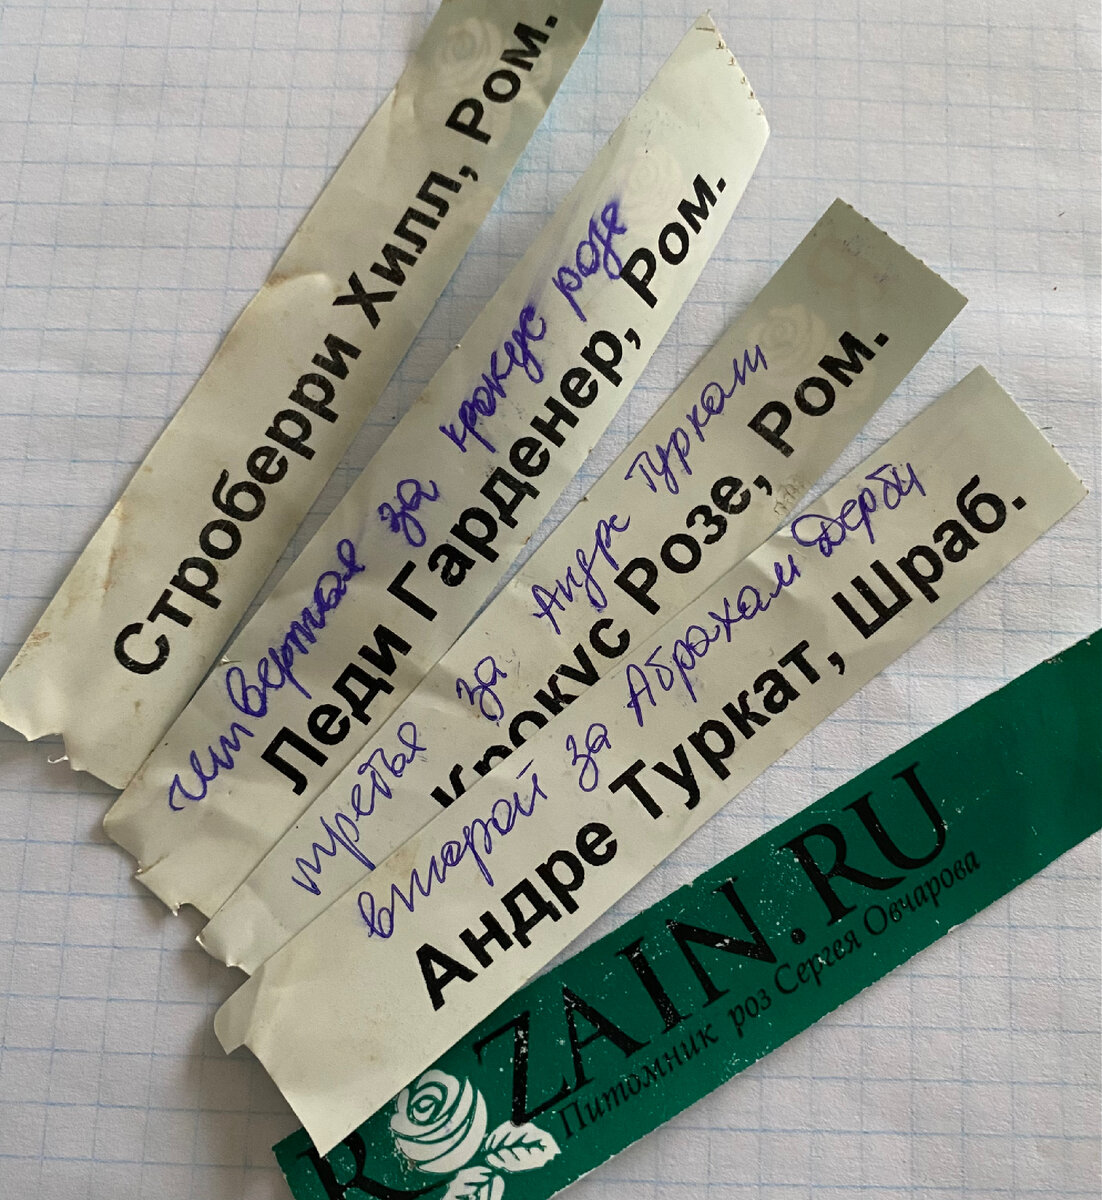 Строберри Хилл, Ром.
четвертая за крокус розе
Леди Гарденер, Ром.
третья за Андре Туркат
Крокус Розе, Ром.
второй за Абрахам Дерби
Андре Туркат, Шраб.
R ZAIN.RU
Питомник роз Сергея Овчарова